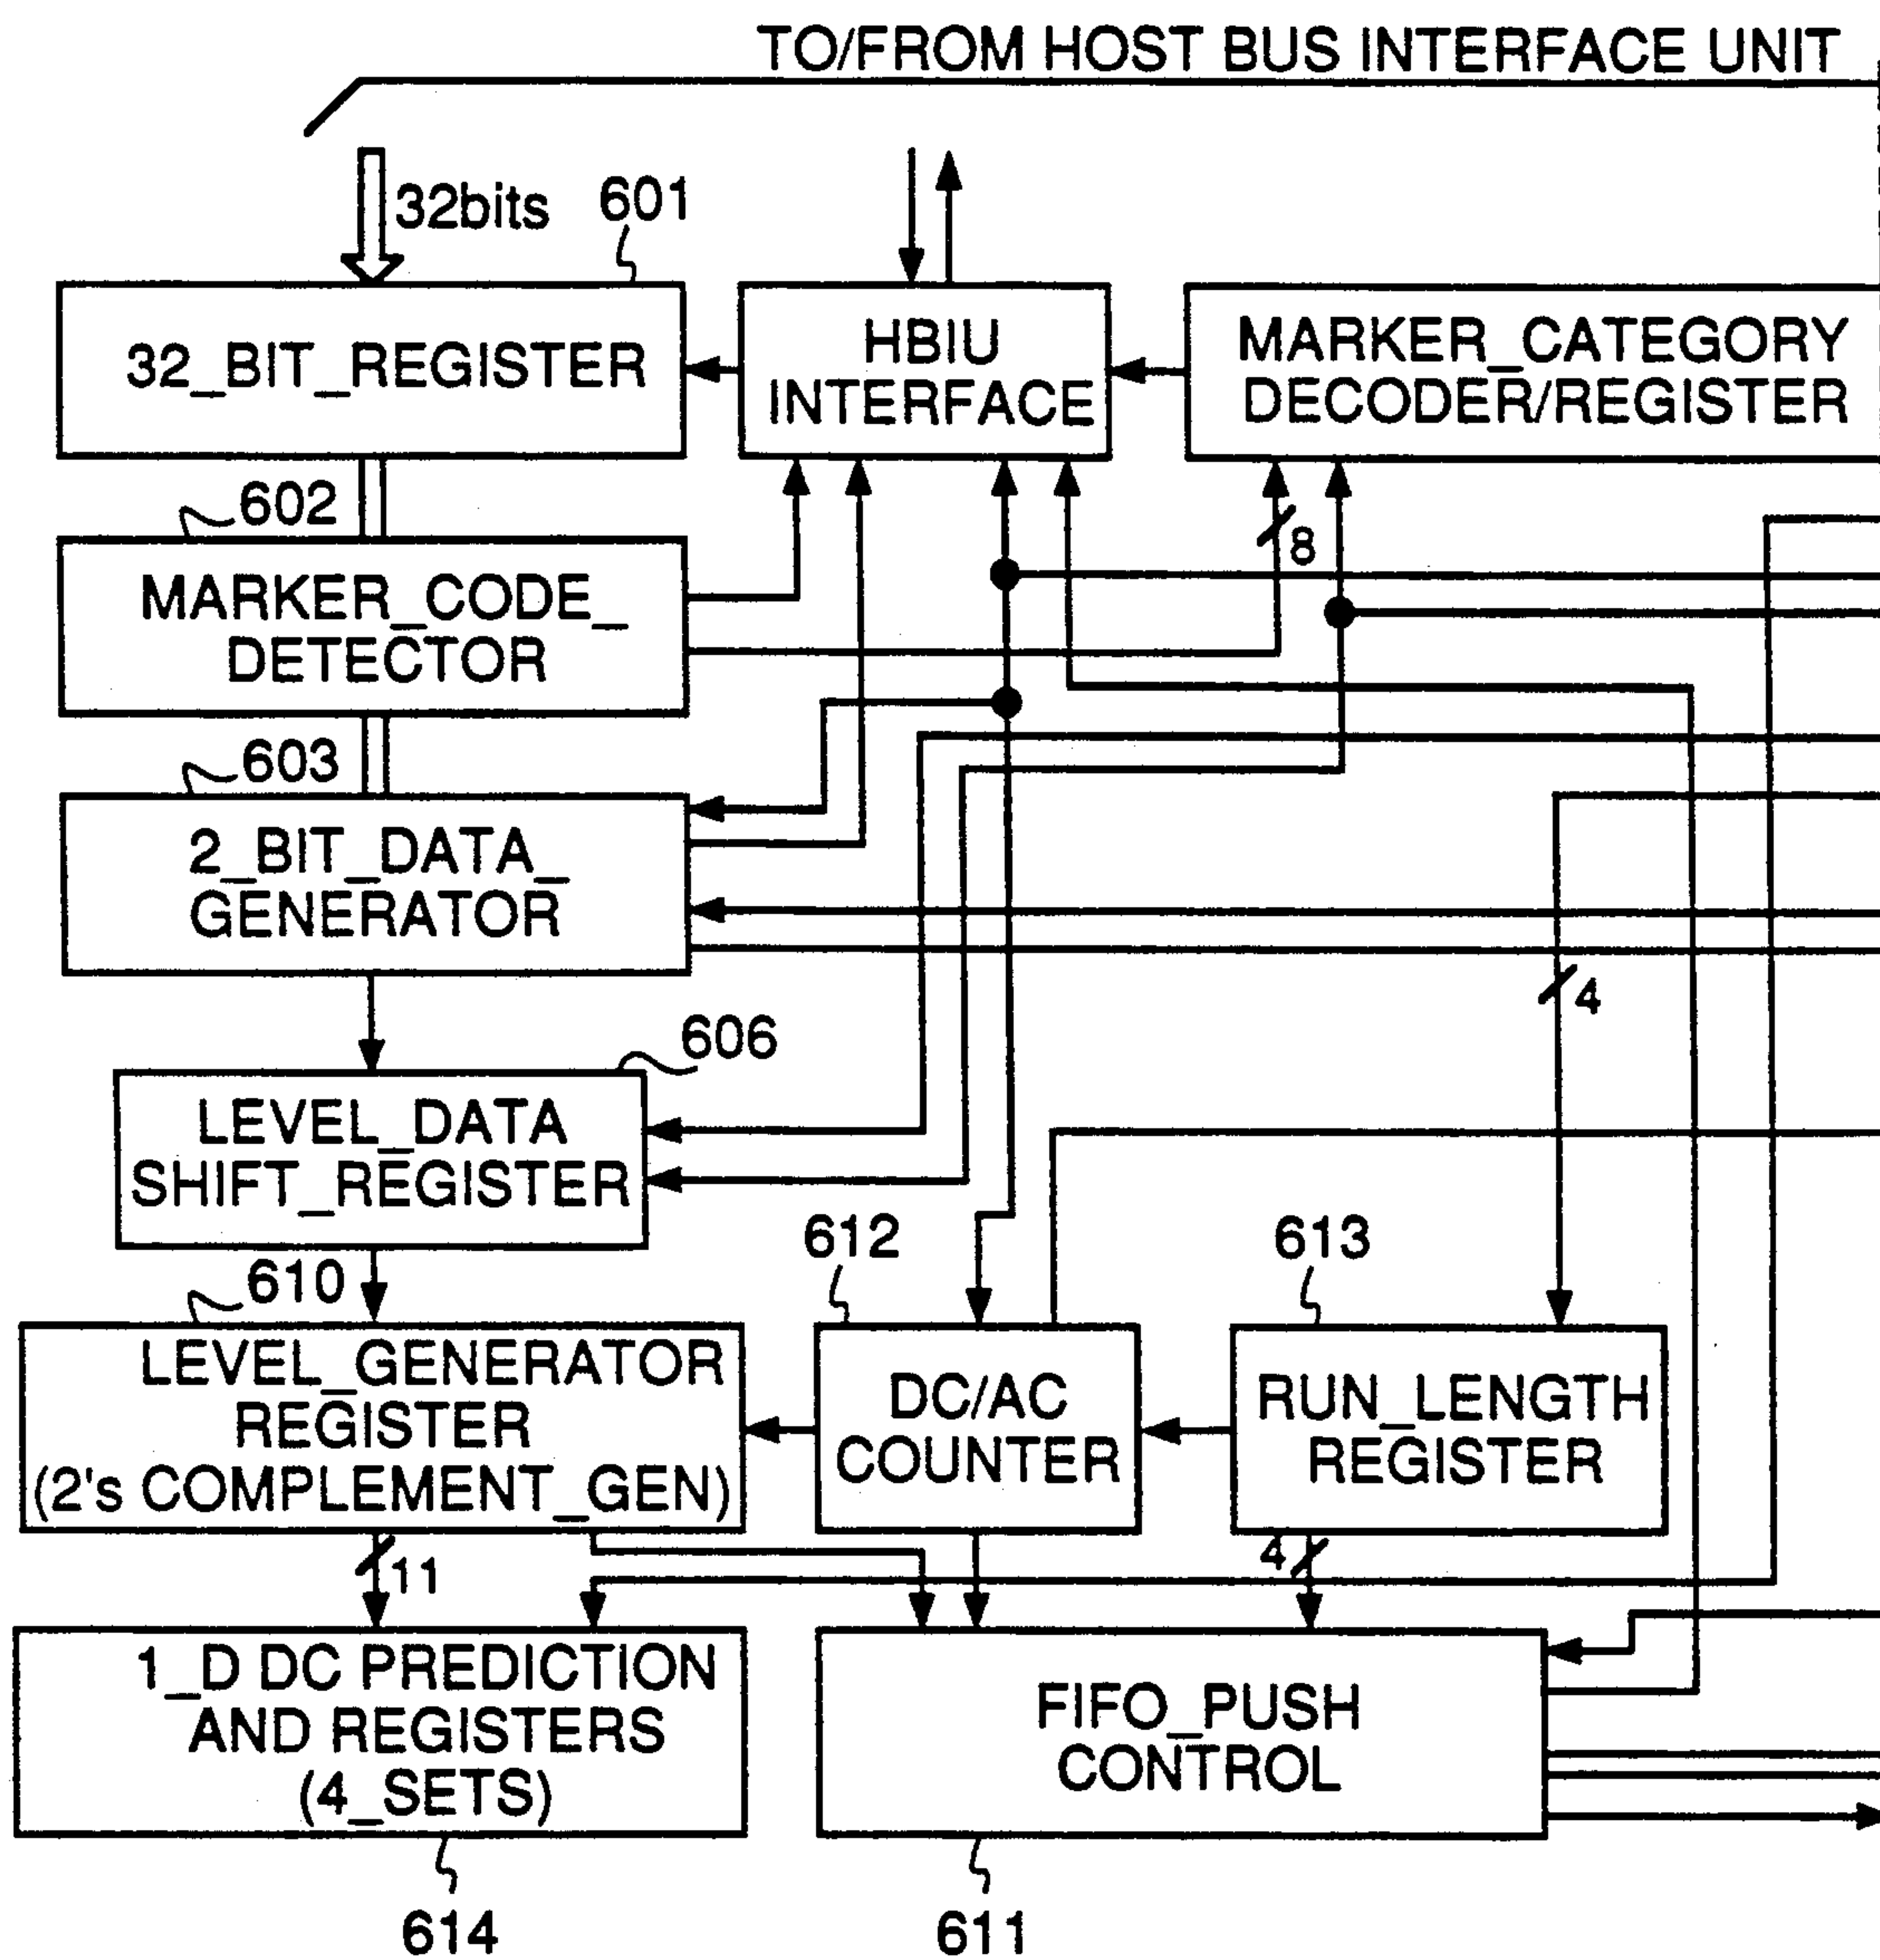 TO/FROM HOST BUS INTERFACE UNIT
32bits
601
32_BIT_REGISTER
HBIU
INTERFACE
MARKER_CATEGORY
DECODER/REGISTER
602
8
MARKER_CODE_
DETECTOR
603
2_BIT_DATA_
GENERATOR
4
606
LEVEL_DATA
SHIFT_REGISTER
612
613
610
LEVEL_GENERATOR
REGISTER
(2's COMPLEMENT_GEN)
DC/AC
COUNTER
RUN_LENGTH
REGISTER
11
4
1_D DC PREDICTION
AND REGISTERS
(4_SETS)
FIFO_PUSH
CONTROL
614
611